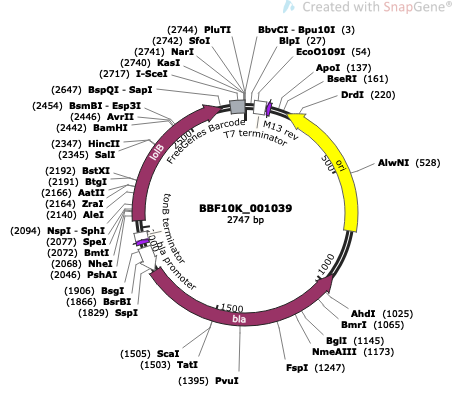 Created with SnapGene®
(2744) PluTI
(2742) SfoI
(2741) NarI
(2740) KasI
(2717) I-SceI
(2647) BspQI - SapI
(2454) BsmBI - Esp3I
(2446) AvrII
(2442) BamHI
(2347) HincII
(2345) SalI
(2192) BstXI
(2191) BtgI
(2166) AatII
(2164) ZraI
(2140) AleI
(2094) NspI - SphI
(2077) SpeI
(2072) BmtI
(2068) NheI
(2046) PshAI
(1906) BsgI
(1866) BsrBI
(1829) SspI
(1505) ScaI
(1503) TatI
(1395) PvuI
BbvCI - Bpu10I (3)
BlpI (27)
EcoO109I (54)
ApoI (137)
BseRI (161)
DrdI (220)
AlwNI (528)
AhdI (1025)
BmrI (1065)
BglI (1145)
NmeAIII (1173)
FspI (1247)
FreeGenes Barcode
T7 terminator
M13 rev
ori
lolB
tonB terminator
bla promoter
bla
500
1000
1500
BBF10K_001039
2747 bp